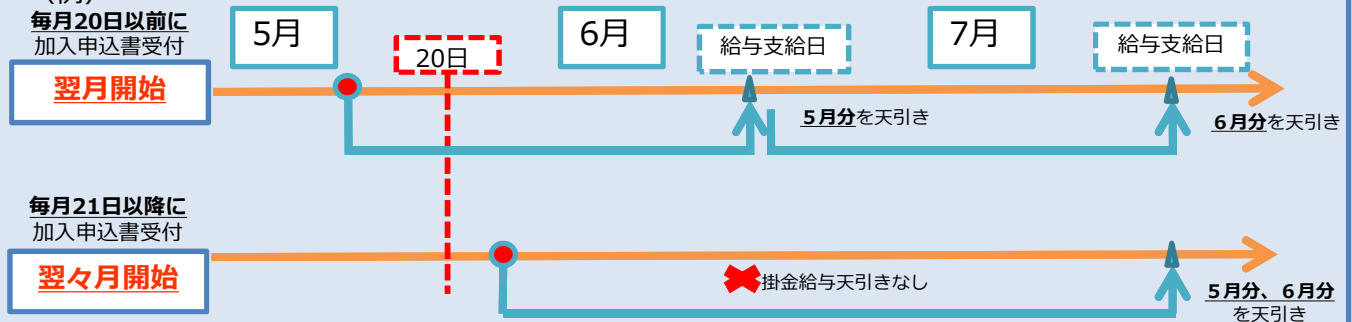 (例)
毎月20日以前に
加入申込書受付
翌月開始
5月
20日
6月
給与支給日
7月
給与支給日
5月分を天引き
6月分を天引き
毎月21日以降に
加入申込書受付
翌々月開始
掛金給与天引きなし
5月分、6月分
を天引き